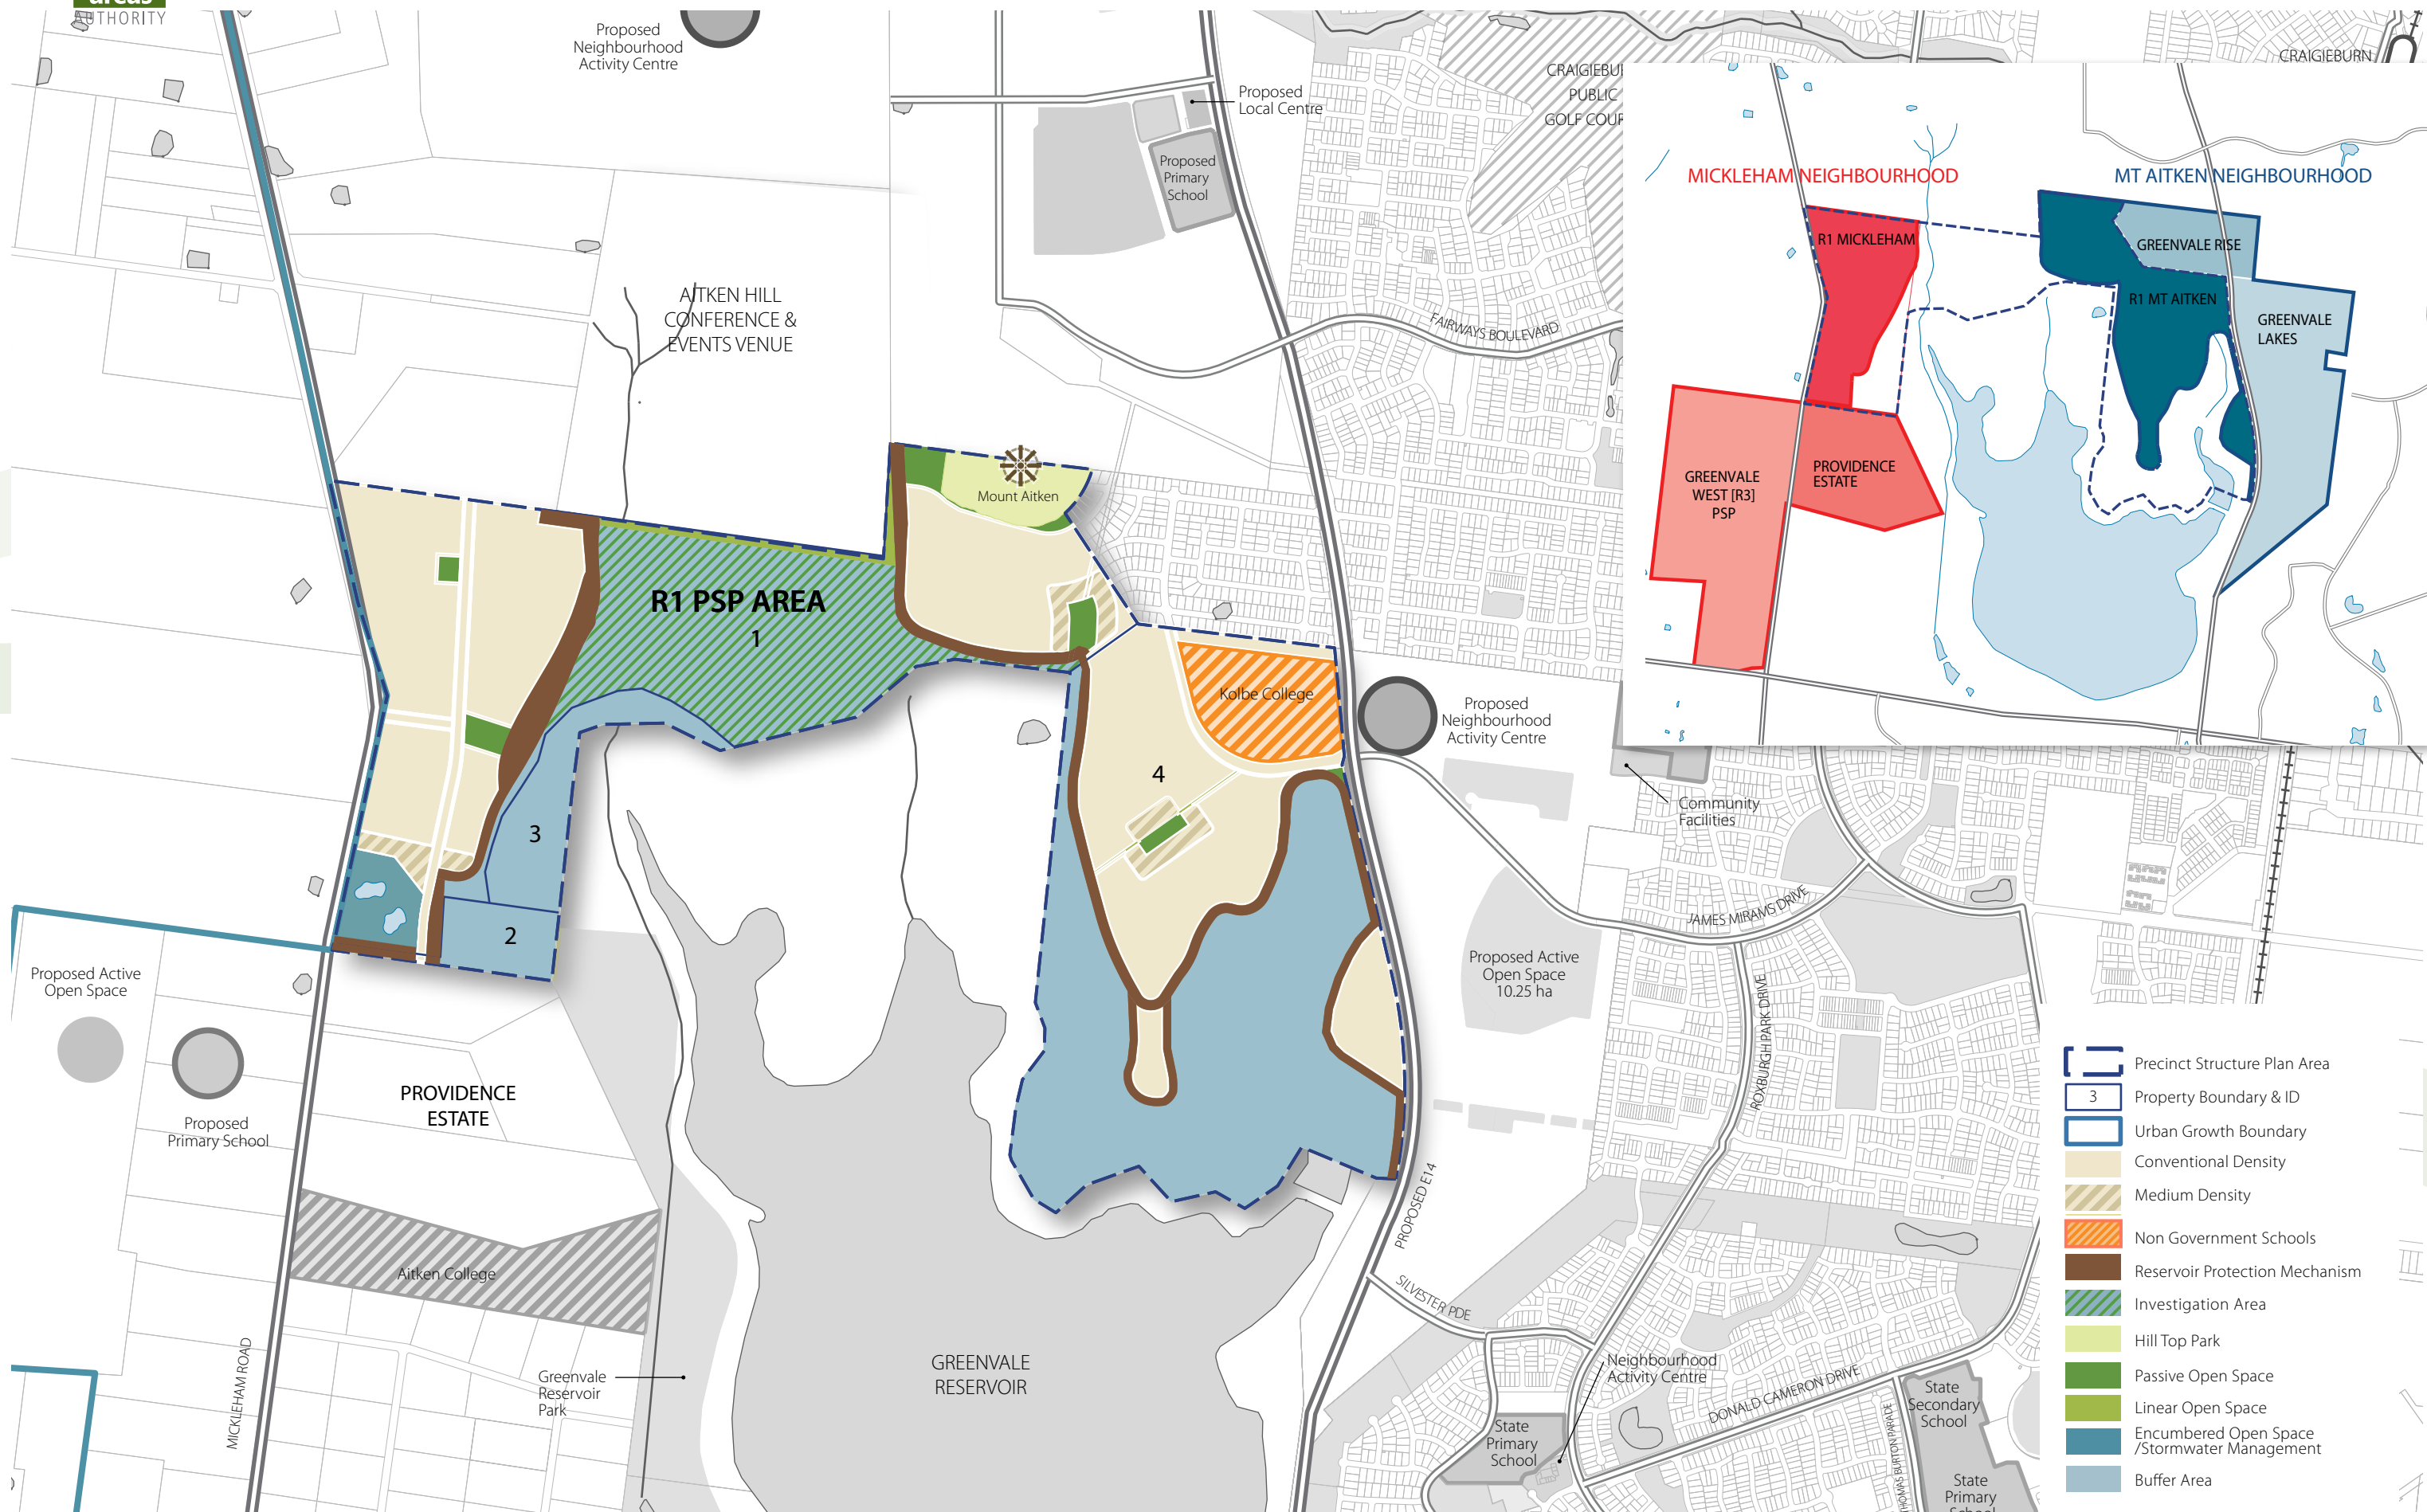 areas
AUTHORITY
Proposed
Neighbourhood
Activity Centre
Proposed
Local Centre
Proposed
Primary
School
CRAIGIEBU
PUBLIC
GOLF COUR
CRAIGIEBURN
AITKEN HILL
CONFERENCE &
EVENTS VENUE
FAIRWAYS BOULEVARD
MICKLEHAM NEIGHBOURHOOD
MT AITKEN NEIGHBOURHOOD
R1 MICKLEHAM
GREENVALE RISE
R1 MT AITKEN
GREENVALE
LAKES
GREENVALE
WEST [R3]
PSP
PROVIDENCE
ESTATE
Mount Aitken
R1 PSP AREA
1
Kolbe College
Proposed
Neighbourhood
Activity Centre
4
3
2
Community
Facilities
JAMES MIRAMS DRIVE
Proposed Active
Open Space
10.25 ha
ROXBURGH PARK DRIVE
Proposed Active
Open Space
Proposed
Primary School
PROVIDENCE
ESTATE
Aitken College
MICKLEHAM ROAD
Greenvale
Reservoir
Park
GREENVALE
RESERVOIR
PROPOSED E14
SILVESTER PDE
Neighbourhood
Activity Centre
DONALD CAMERON DRIVE
State
Primary
School
State
Secondary
School
THOMAS BURTON PARADE
State
Primary
School
Precinct Structure Plan Area
3
Property Boundary & ID
Urban Growth Boundary
Conventional Density
Medium Density
Non Government Schools
Reservoir Protection Mechanism
Investigation Area
Hill Top Park
Passive Open Space
Linear Open Space
Encumbered Open Space
/Stormwater Management
Buffer Area